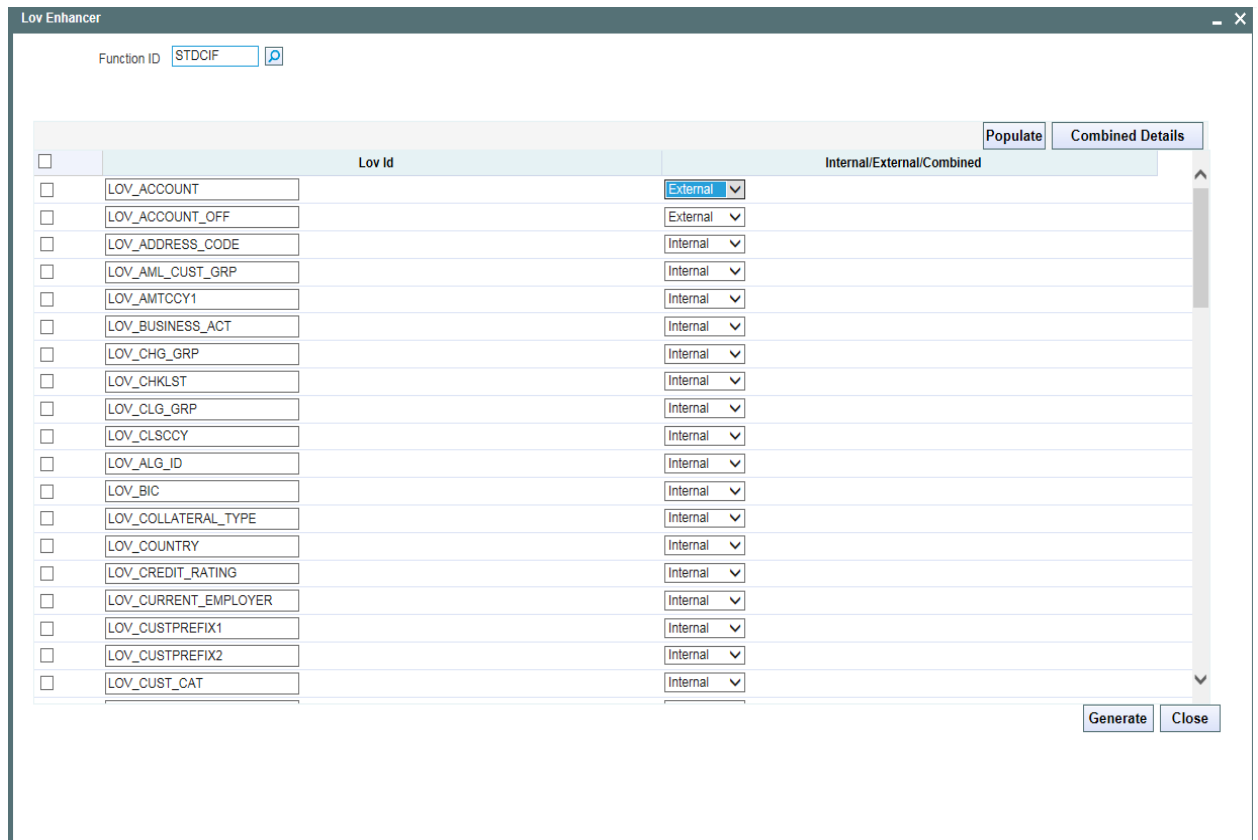 Lov Enhancer
Function ID STDCIF
Populate Combined Details
Lov Id Internal/External/Combined
LOV_ACCOUNT External
LOV_ACCOUNT_OFF External
LOV_ADDRESS_CODE Internal
LOV_AML_CUST_GRP Internal
LOV_AMTCCY1 Internal
LOV_BUSINESS_ACT Internal
LOV_CHG_GRP Internal
LOV_CHKLST Internal
LOV_CLG_GRP Internal
LOV_CLSCCY Internal
LOV_ALG_ID Internal
LOV_BIC Internal
LOV_COLLATERAL_TYPE Internal
LOV_COUNTRY Internal
LOV_CREDIT_RATING Internal
LOV_CURRENT_EMPLOYER Internal
LOV_CUSTPREFIX1 Internal
LOV_CUSTPREFIX2 Internal
LOV_CUST_CAT Internal
Generate Close